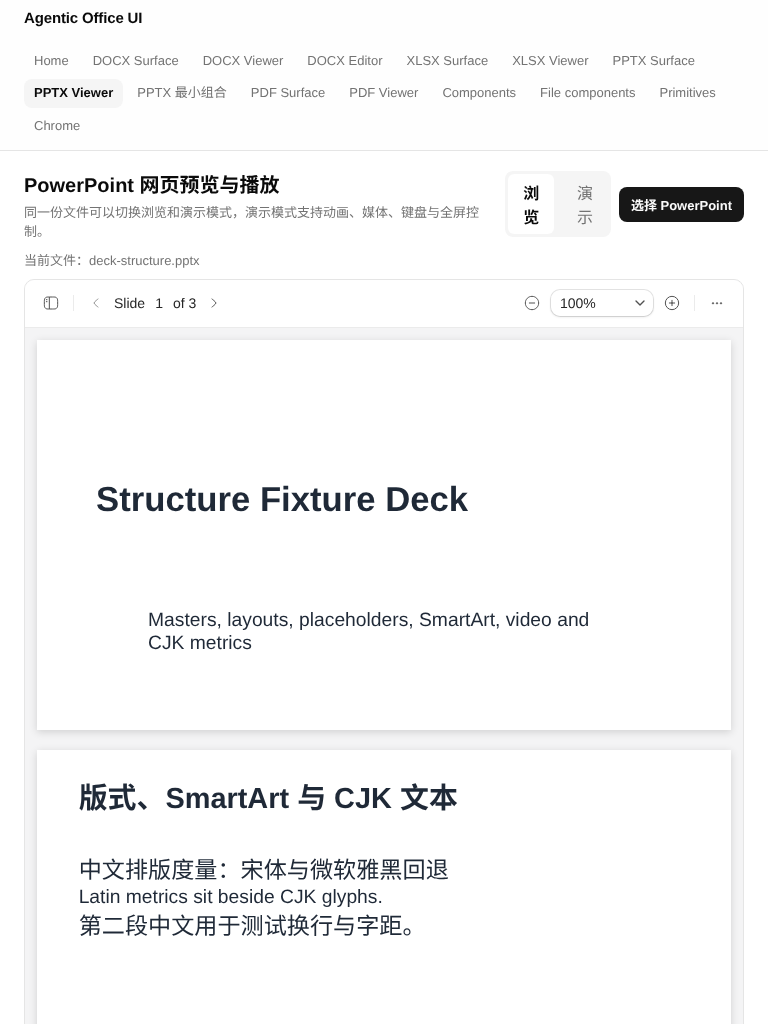 Agentic Office UI
Home DOCX Surface DOCX Viewer DOCX Editor XLSX Surface XLSX Viewer PPTX Surface
PPTX Viewer PPTX 最小组合 PDF Surface PDF Viewer Components File components Primitives
Chrome
PowerPoint 网页预览与播放
同一份文件可以切换浏览和演示模式，演示模式支持动画、媒体、键盘与全屏控
制。
浏
览
演
示
选择 PowerPoint
当前文件：deck-structure.pptx
Slide 1 of 3
100%
Structure Fixture Deck
Masters, layouts, placeholders, SmartArt, video and
CJK metrics
版式、SmartArt 与 CJK 文本
中文排版度量：宋体与微软雅黑回退
Latin metrics sit beside CJK glyphs.
第二段中文用于测试换行与字距。